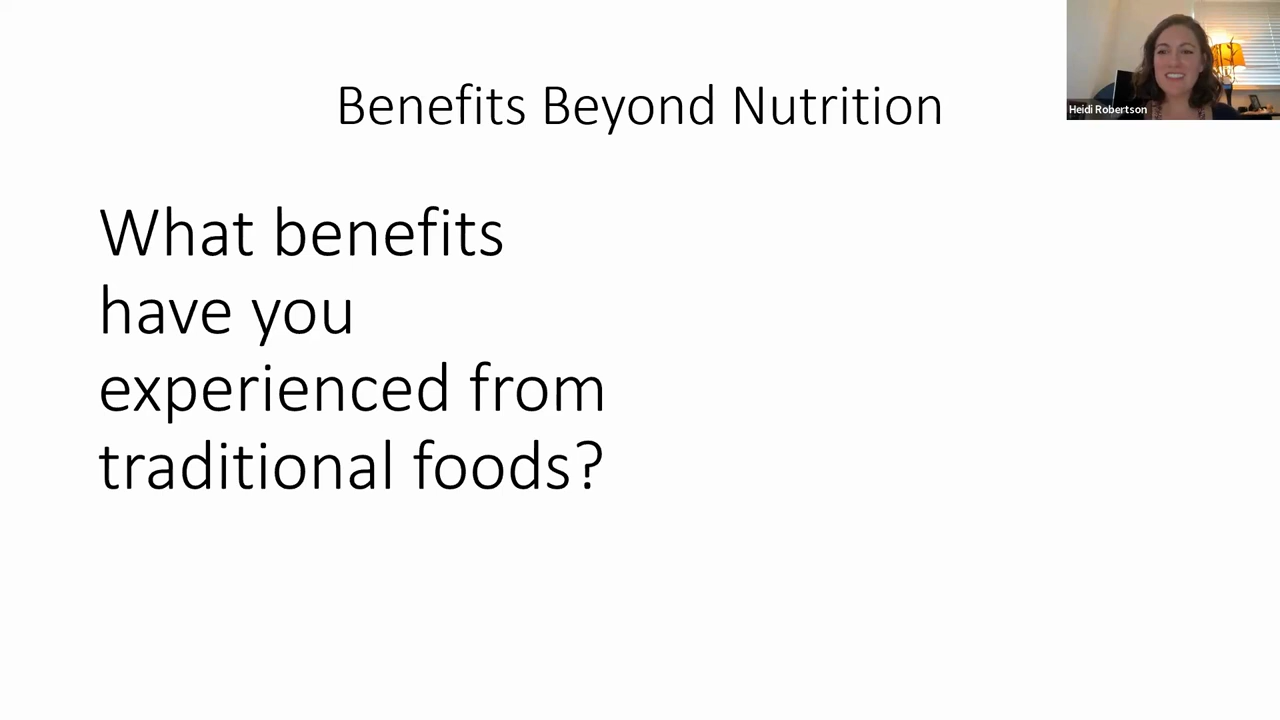 Benefits Beyond Nutrition
Heidi Robertson
What benefits
have you
experienced from
traditional foods?